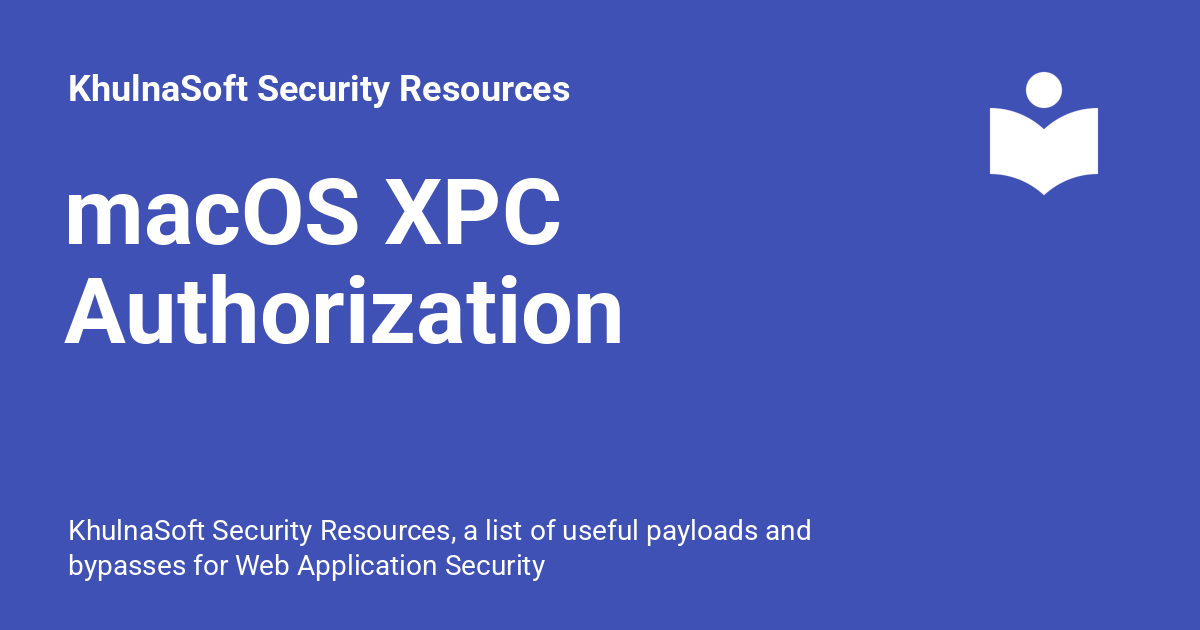 KhulnaSoft Security Resources
macOS XPC
Authorization
KhulnaSoft Security Resources, a list of useful payloads and
bypasses for Web Application Security